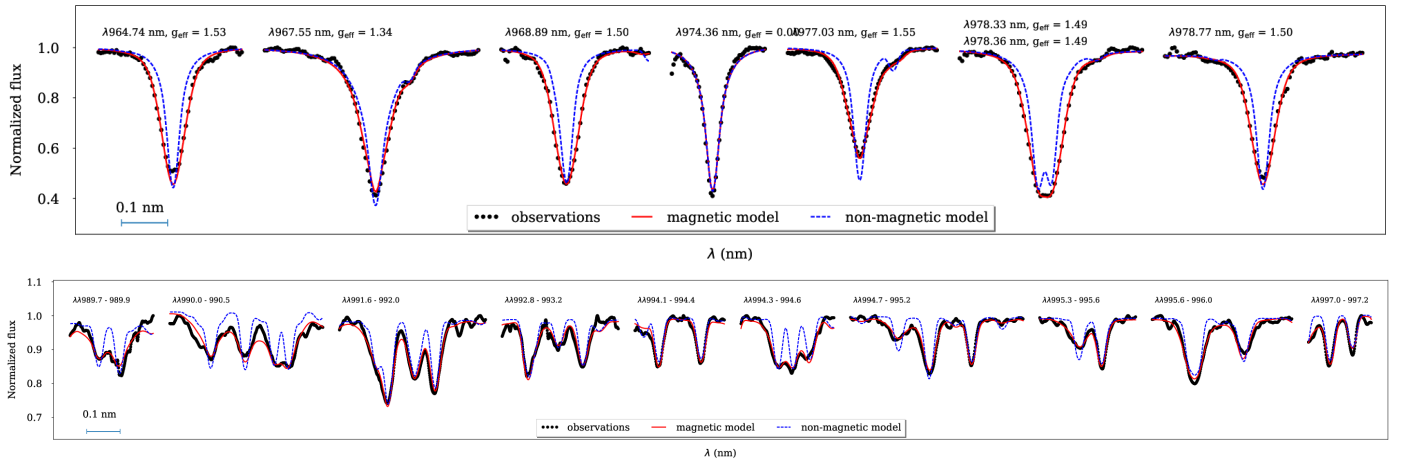 λ964.74 nm, g_eff = 1.53
λ967.55 nm, g_eff = 1.34
λ968.89 nm, g_eff = 1.50
λ974.36 nm, g_eff = 0.00
λ977.03 nm, g_eff = 1.55
λ978.33 nm, g_eff = 1.49
λ978.36 nm, g_eff = 1.49
λ978.77 nm, g_eff = 1.50
1.0
0.8
0.6
0.4
Normalized flux
0.1 nm
observations
magnetic model
non-magnetic model
λ (nm)
1.1
1.0
0.9
0.8
0.7
Normalized flux
λλ989.7 - 989.9
λλ990.0 - 990.5
λλ991.6 - 992.0
λλ992.8 - 993.2
λλ994.1 - 994.4
λλ994.3 - 994.6
λλ994.7 - 995.2
λλ995.3 - 995.6
λλ995.6 - 996.0
λλ997.0 - 997.2
0.1 nm
observations
magnetic model
non-magnetic model
λ (nm)